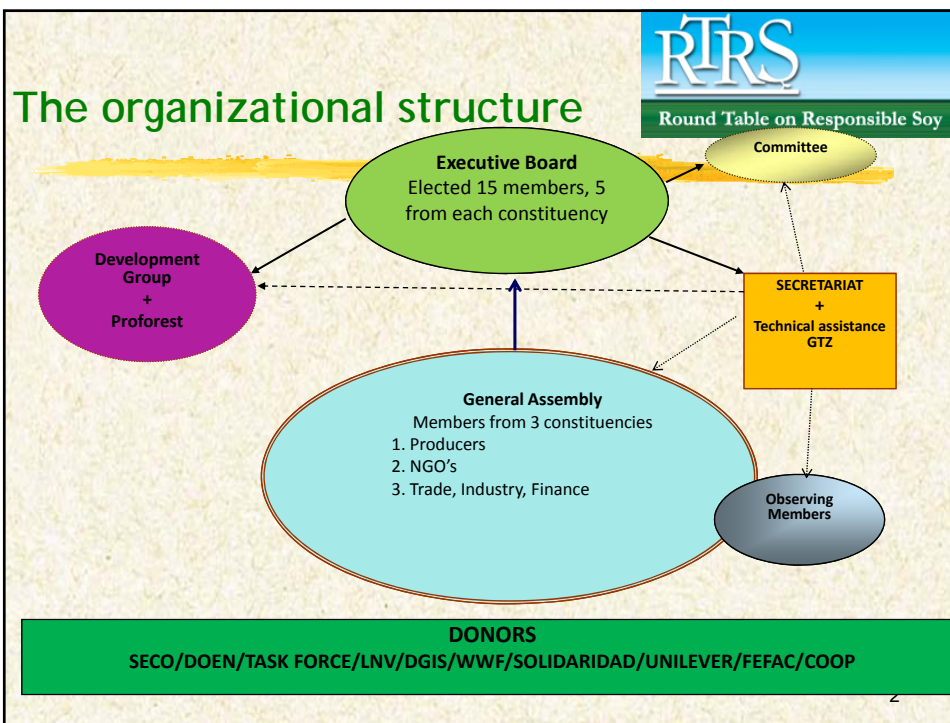 RTRS
Round Table on Responsible Soy
The organizational structure
Executive Board
Elected 15 members, 5
from each constituency
Committee
Development
Group
+
Proforest
SECRETARIAT
+
Technical assistance
GTZ
General Assembly
Members from 3 constituencies
1. Producers
2. NGO's
3. Trade, Industry, Finance
Observing
Members
DONORS
SECO/DOEN/TASK FORCE/LNV/DGIS/WWF/SOLIDARIDAD/UNILEVER/FEFAC/COOP
2